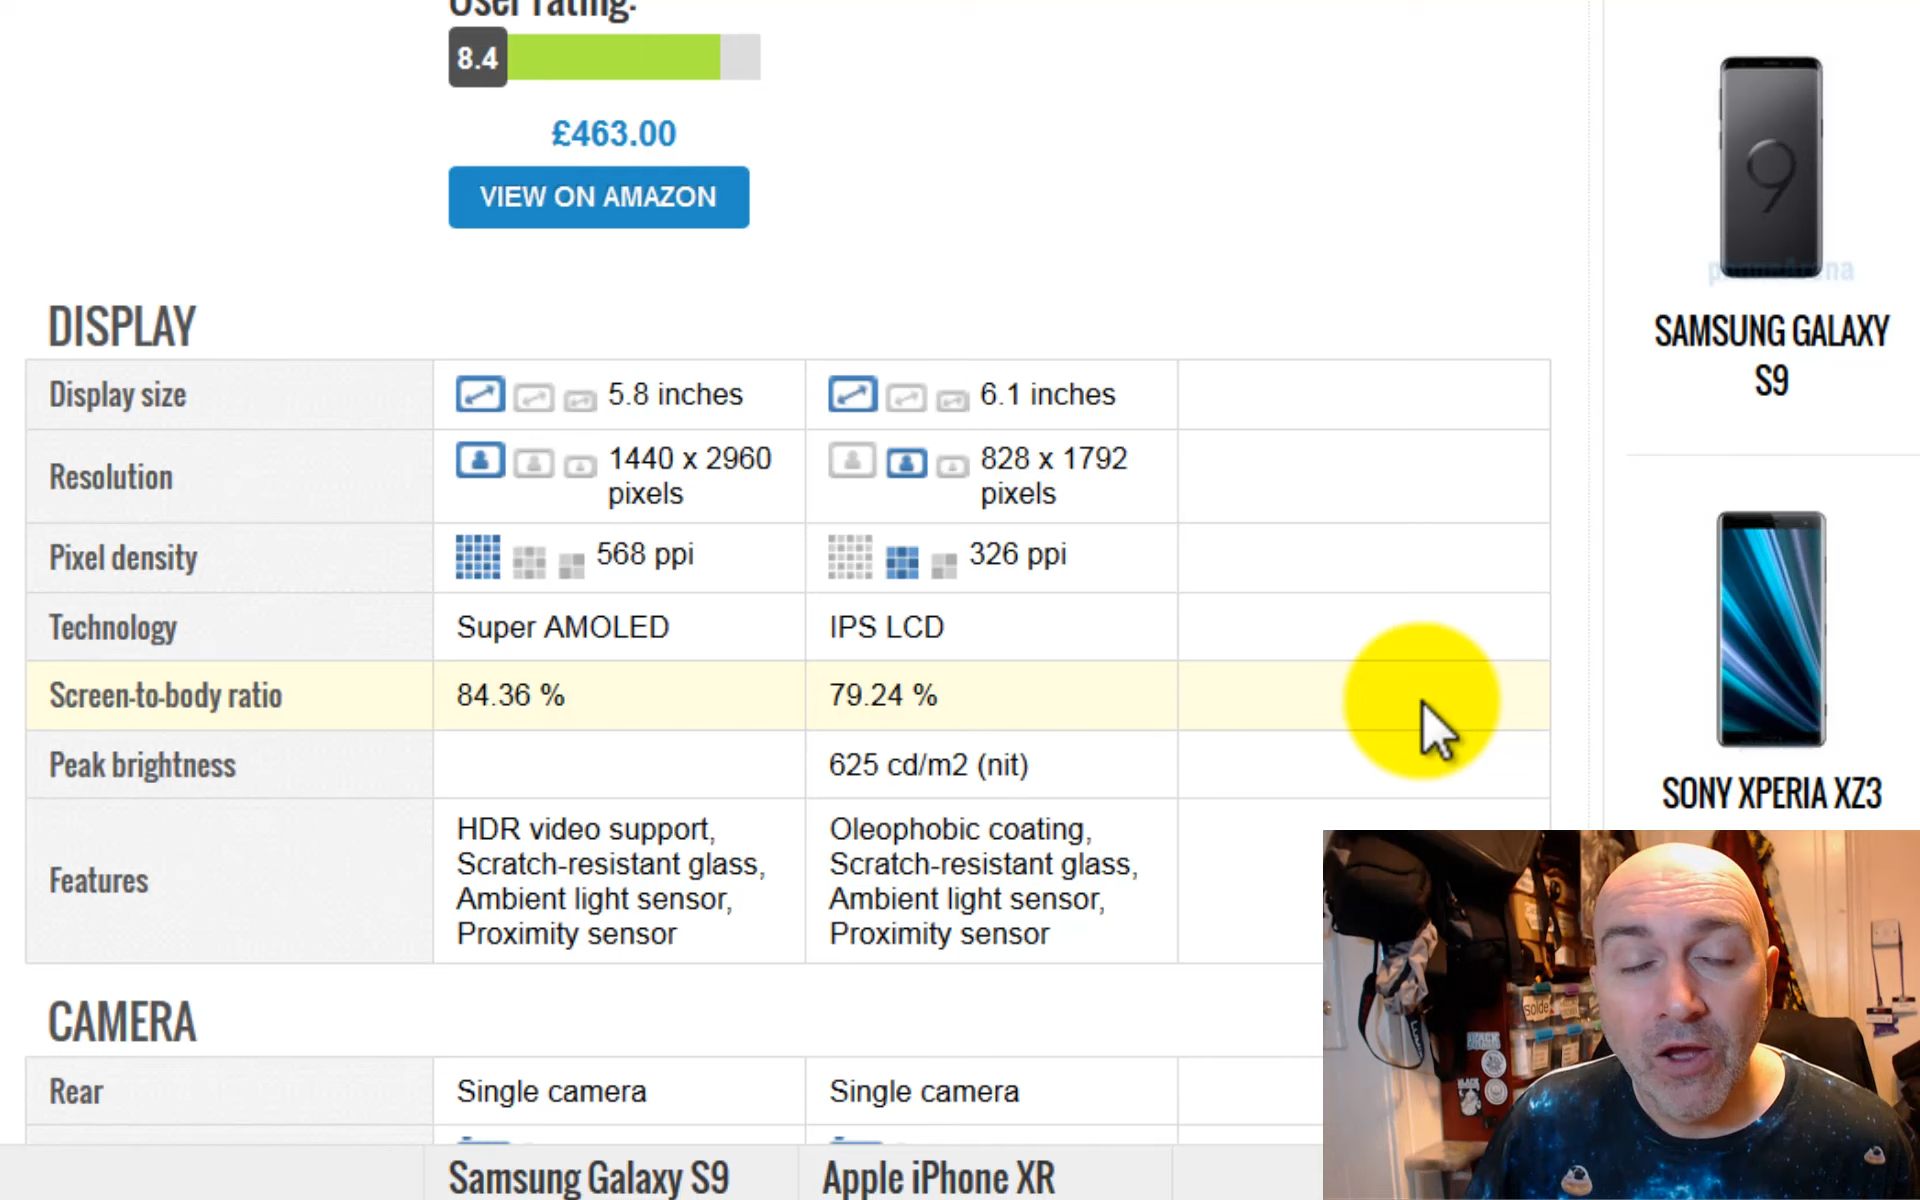 User rating:
8.4
£463.00
VIEW ON AMAZON
DISPLAY
Display size 5.8 inches 6.1 inches
Resolution 1440 x 2960 pixels 828 x 1792 pixels
Pixel density 568 ppi 326 ppi
Technology Super AMOLED IPS LCD
Screen-to-body ratio 84.36 % 79.24 %
Peak brightness 625 cd/m2 (nit)
Features
HDR video support,
Scratch-resistant glass,
Ambient light sensor,
Proximity sensor
Oleophobic coating,
Scratch-resistant glass,
Ambient light sensor,
Proximity sensor
CAMERA
Rear Single camera Single camera
Samsung Galaxy S9 Apple iPhone XR
9
phoneArena
SAMSUNG GALAXY
S9
SONY XPERIA XZ3